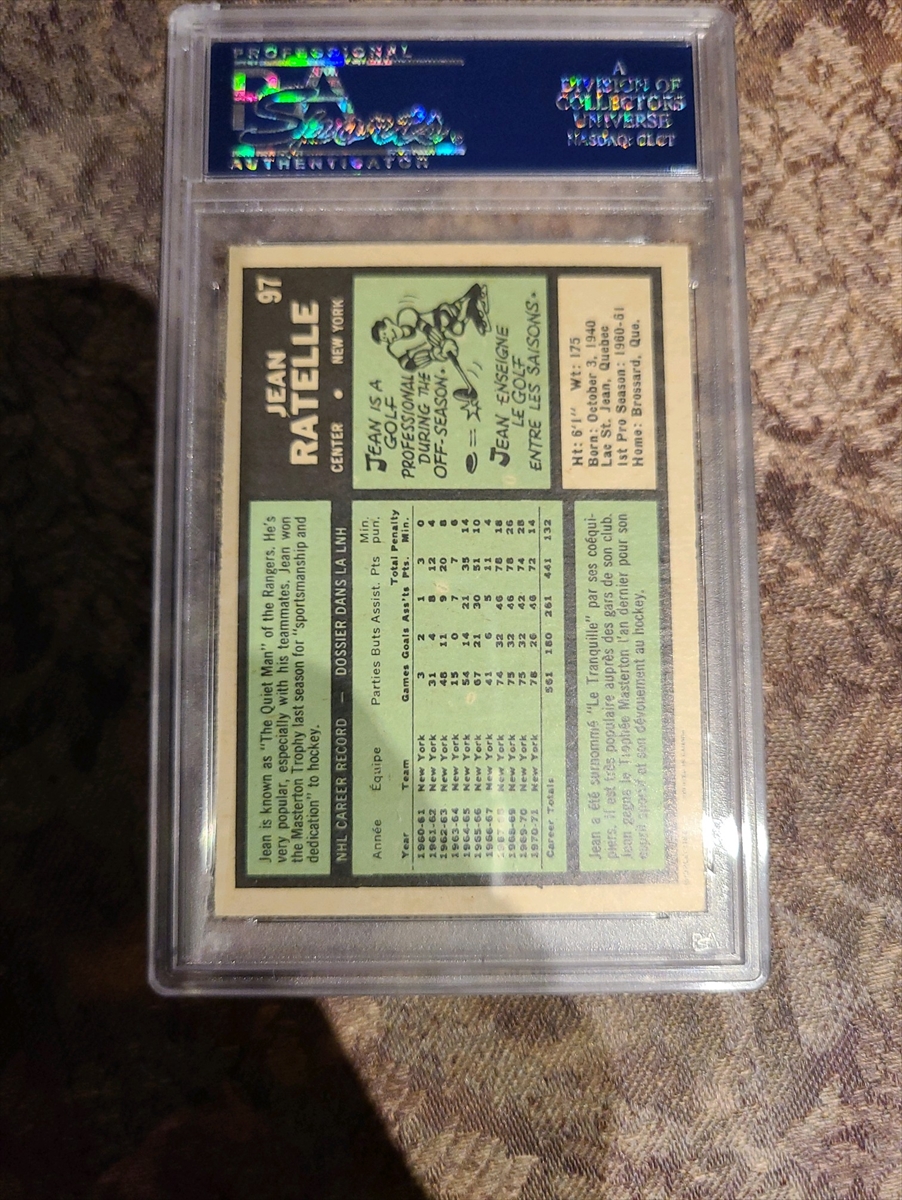 PROFESSIONAL
PSA
Sports
AUTHENTICATOR
A
DIVISION OF
COLLECTORS
UNIVERSE
NASDAQ: CLCT
97
JEAN
RATELLE
CENTER • NEW YORK
JEAN IS A
GOLF
PROFESSIONAL
DURING THE
OFF-SEASON.
JEAN ENSEIGNE
LE GOLF
ENTRE LES SAISONS.
Ht: 6'1" Wt: 175
Born: October 3, 1940
Lac St. Jean, Quebec
1st Pro Season: 1960-61
Home: Brossard, Que.
Jean is known as "The Quiet Man" of the Rangers. He's
very popular, especially with his teammates. Jean won
the Masterton Trophy last season for "sportsmanship and
dedication" to hockey.
NHL CAREER RECORD — DOSSIER DANS LA LNH
Année Équipe Parties Buts Assist. Pts Min. pun.
Year Team Games Goals Ass'ts Total Pts. Penalty Min.
1960-61 New York 3 2 1 3 0
1961-62 New York 31 4 8 12 4
1962-63 New York 48 11 9 20 8
1963-64 New York 15 0 7 7 6
1964-65 New York 54 14 21 35 14
1965-66 New York 67 21 30 51 10
1966-67 New York 41 6 5 11 4
1967-68 New York 74 32 46 78 18
1968-69 New York 75 32 46 78 26
1969-70 New York 75 32 42 74 28
1970-71 New York 78 26 46 72 14
Career Totals 561 180 261 441 132
Jean a été surnommé "Le Tranquille" par ses coéqui-
piers. Il est très populaire auprès des gars de son club.
Jean gagna le Trophée Masterton l'an dernier pour son
esprit sportif et son dévouement au hockey.